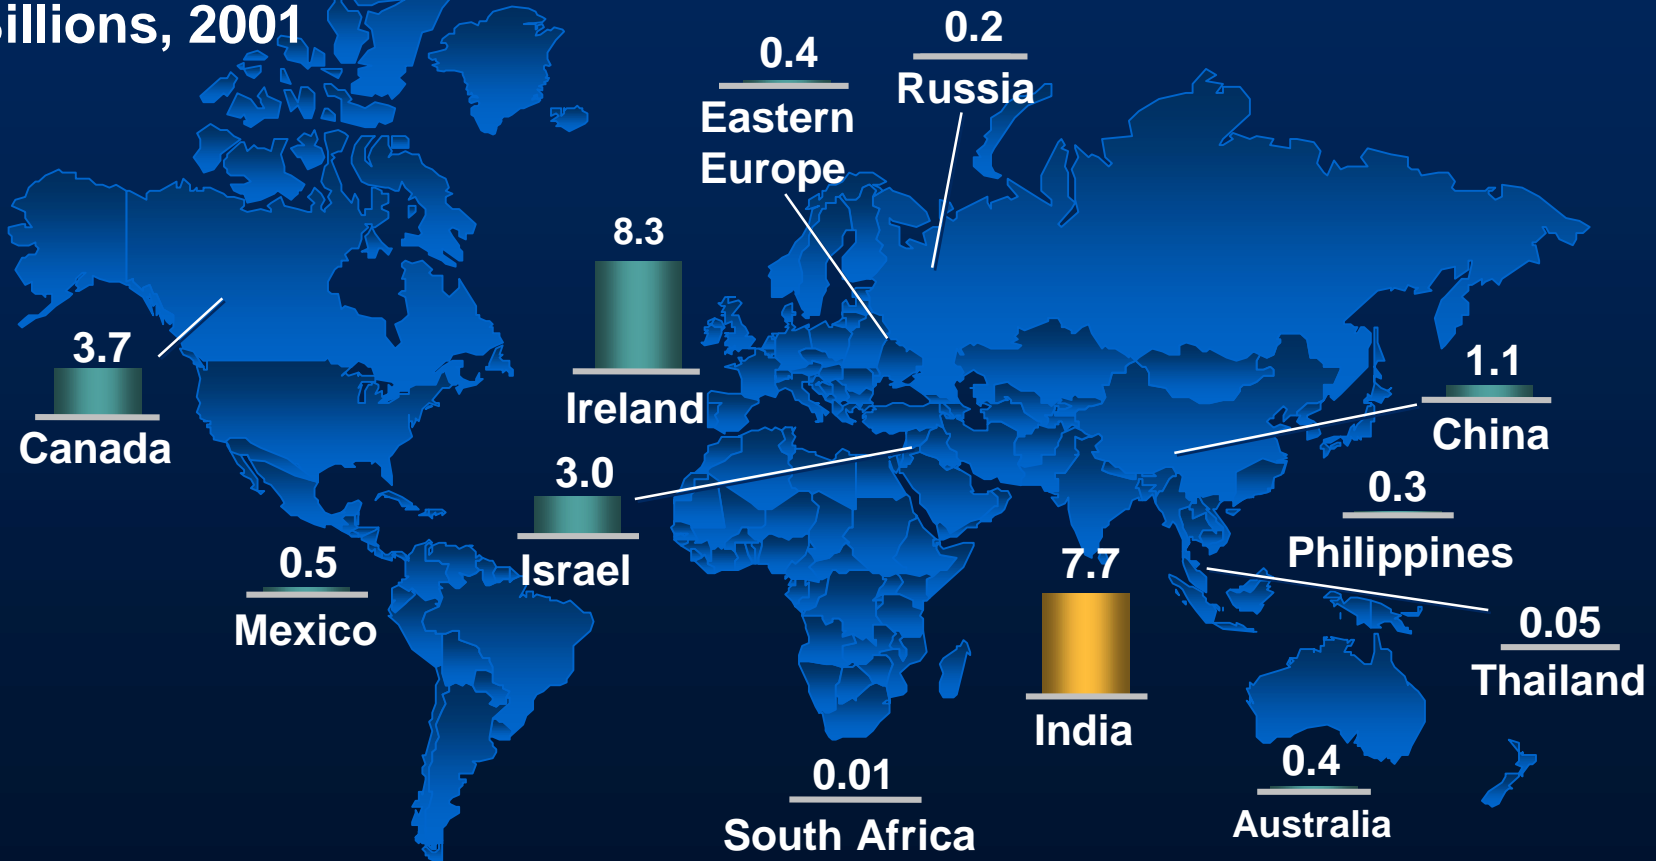 Billions, 2001
0.2
Russia
0.4
Eastern
Europe
8.3
Ireland
3.7
Canada
1.1
China
3.0
Israel
0.3
Philippines
0.5
Mexico
7.7
India
0.05
Thailand
0.4
Australia
0.01
South Africa